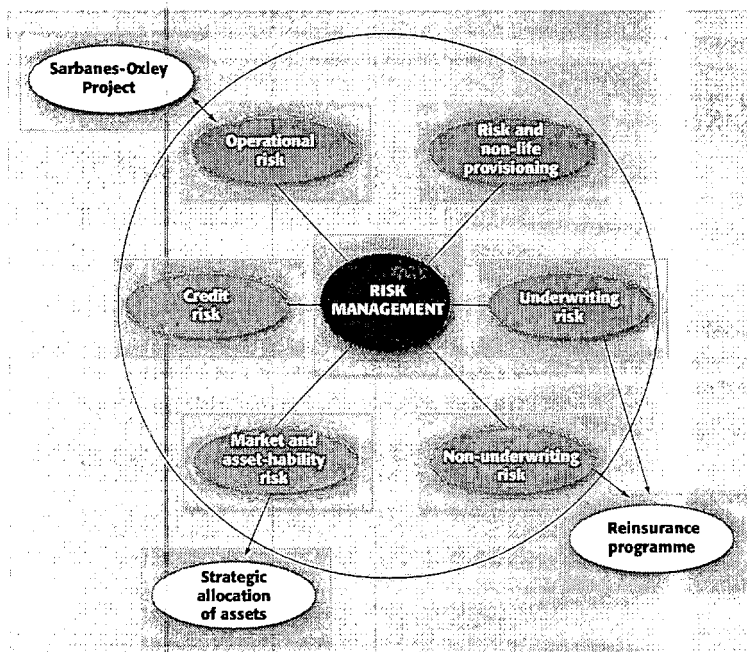 Sarbanes-Oxley
Project
Operational
risk
Risk and
non-life
provisioning
Credit
risk
RISK
MANAGEMENT
Underwriting
risk
Market and
asset-hability
risk
Non-underwriting
risk
Reinsurance
programme
Strategic
allocation
of assets